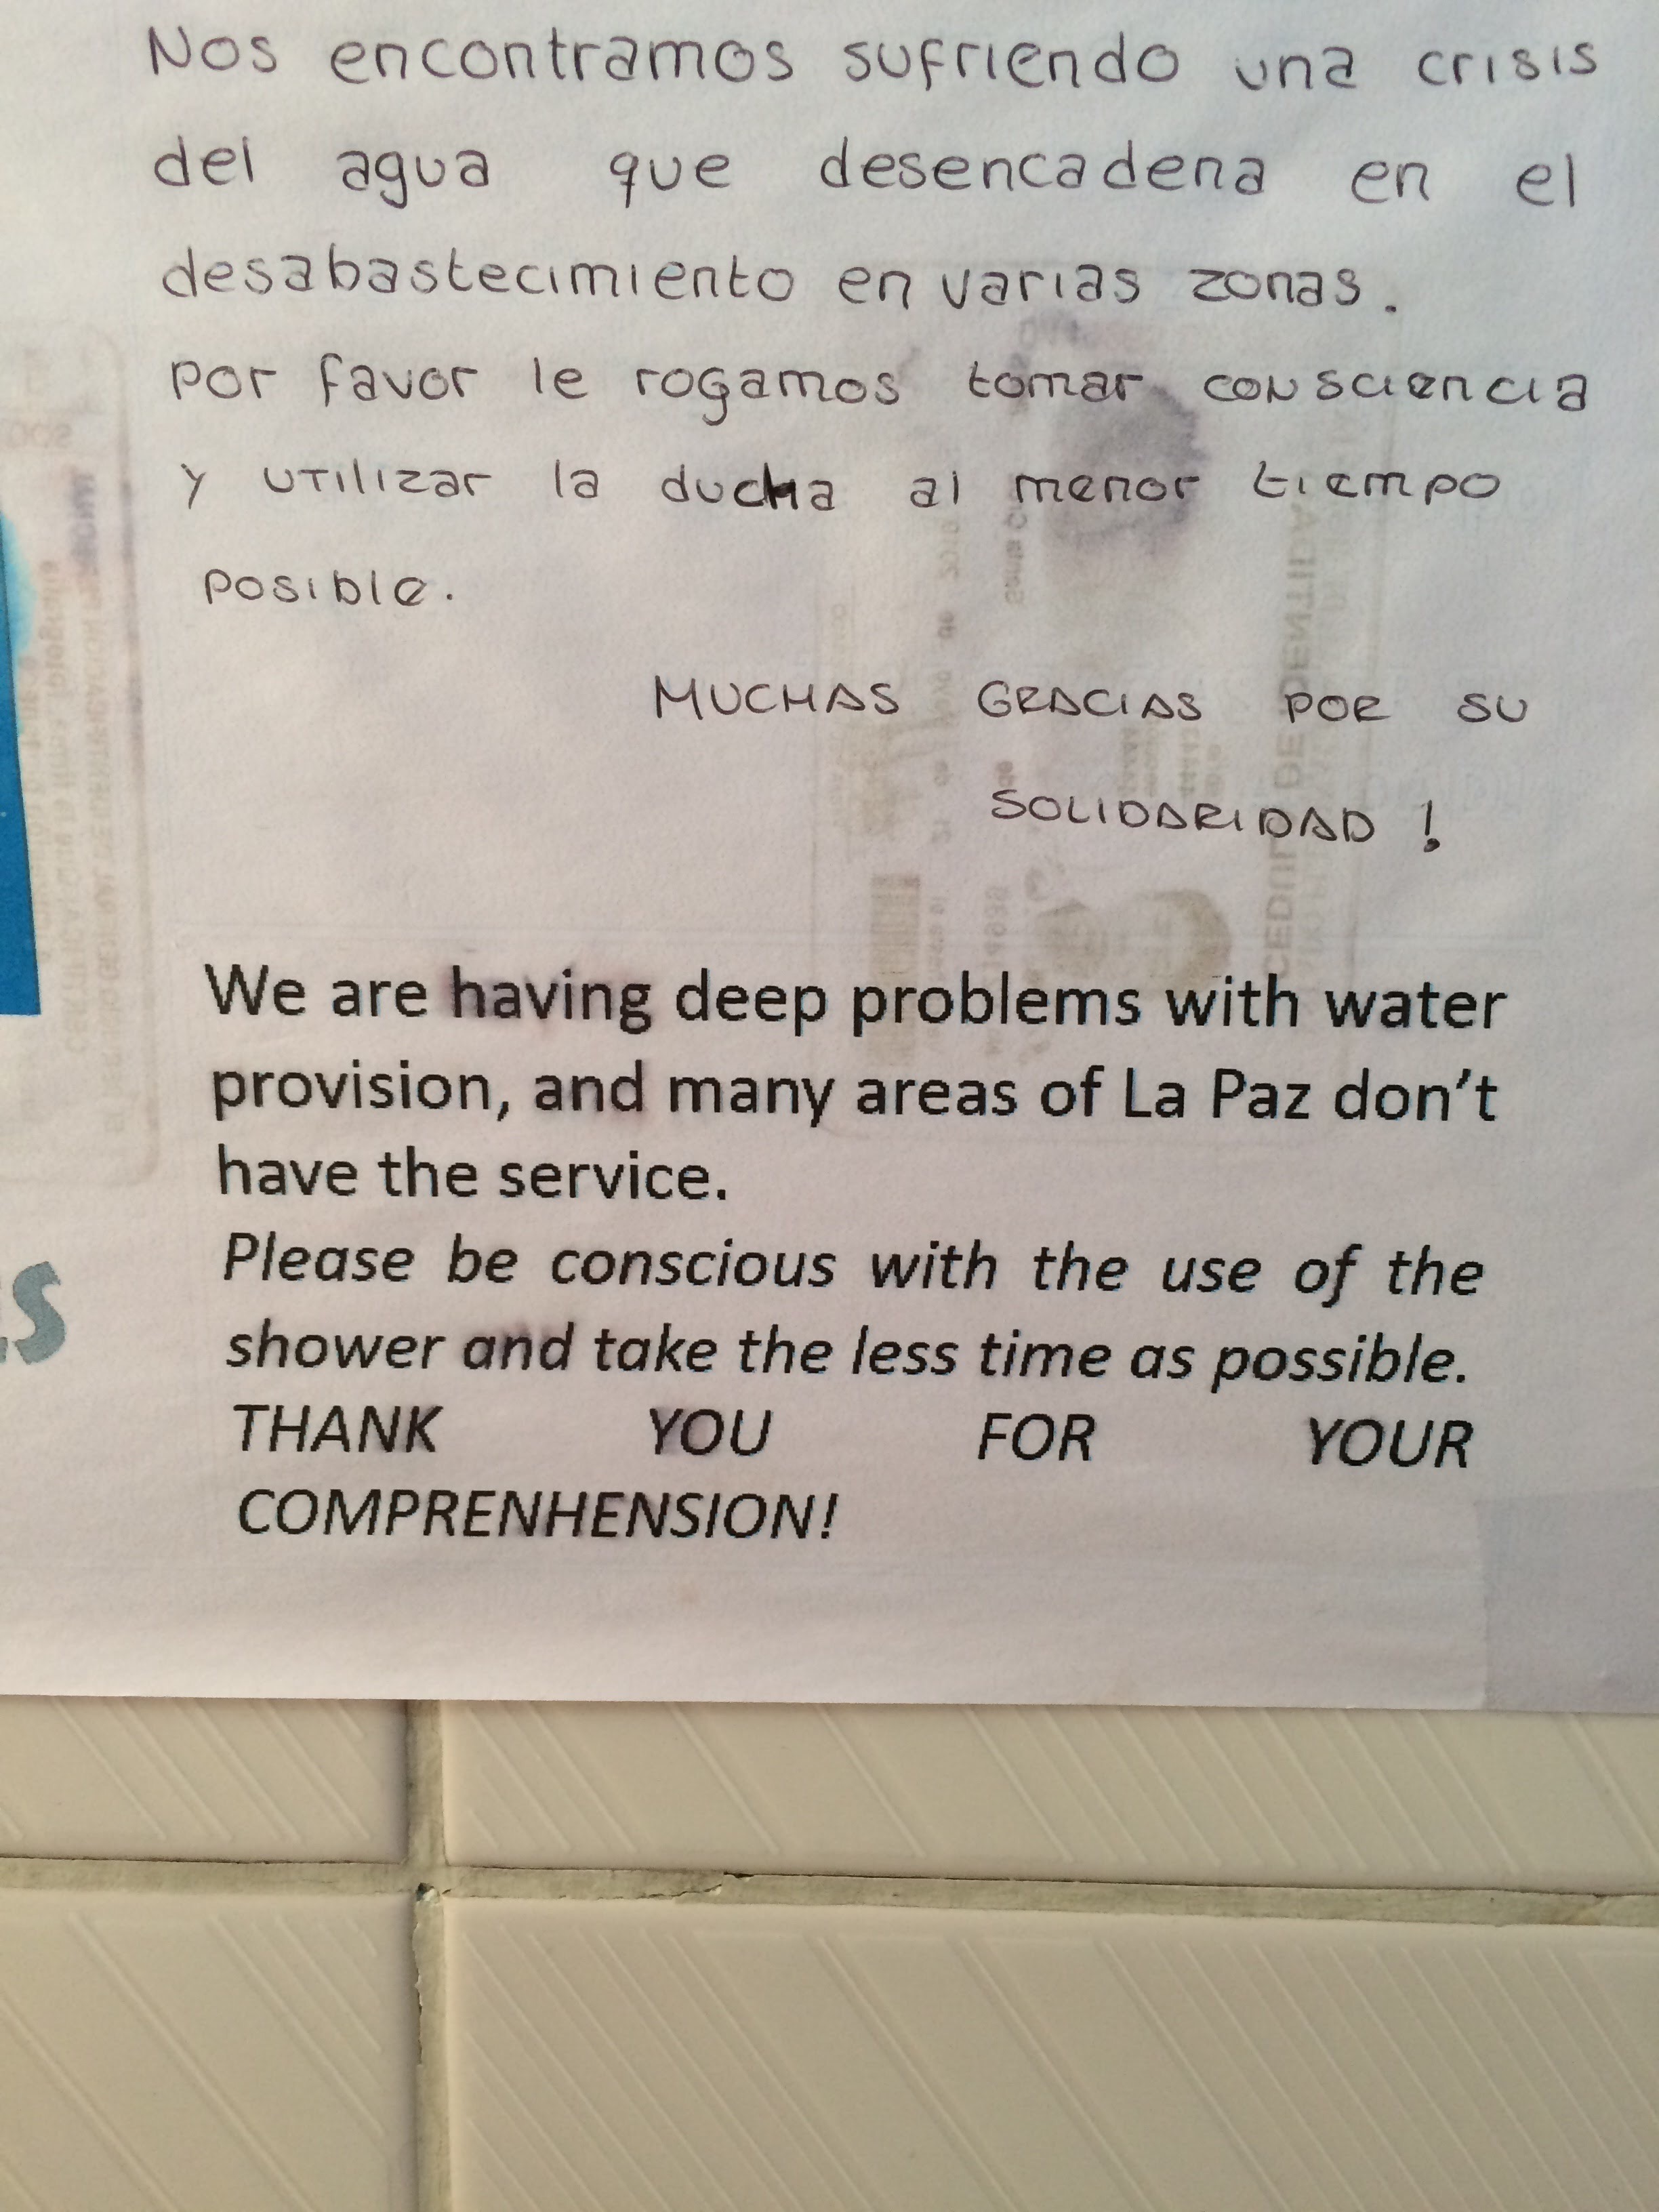 Nos encontramos sufriendo una crisis
del agua que desencadena en el
desabastecimiento en varias zonas.
Por favor le rogamos tomar consciencia
y utilizar la ducha al menor tiempo
posible.
MUCHAS GRACIAS POR SU
SOLIDARIDAD !
We are having deep problems with water
provision, and many areas of La Paz don't
have the service.
Please be conscious with the use of the
shower and take the less time as possible.
THANK YOU FOR YOUR
COMPRENHENSION!